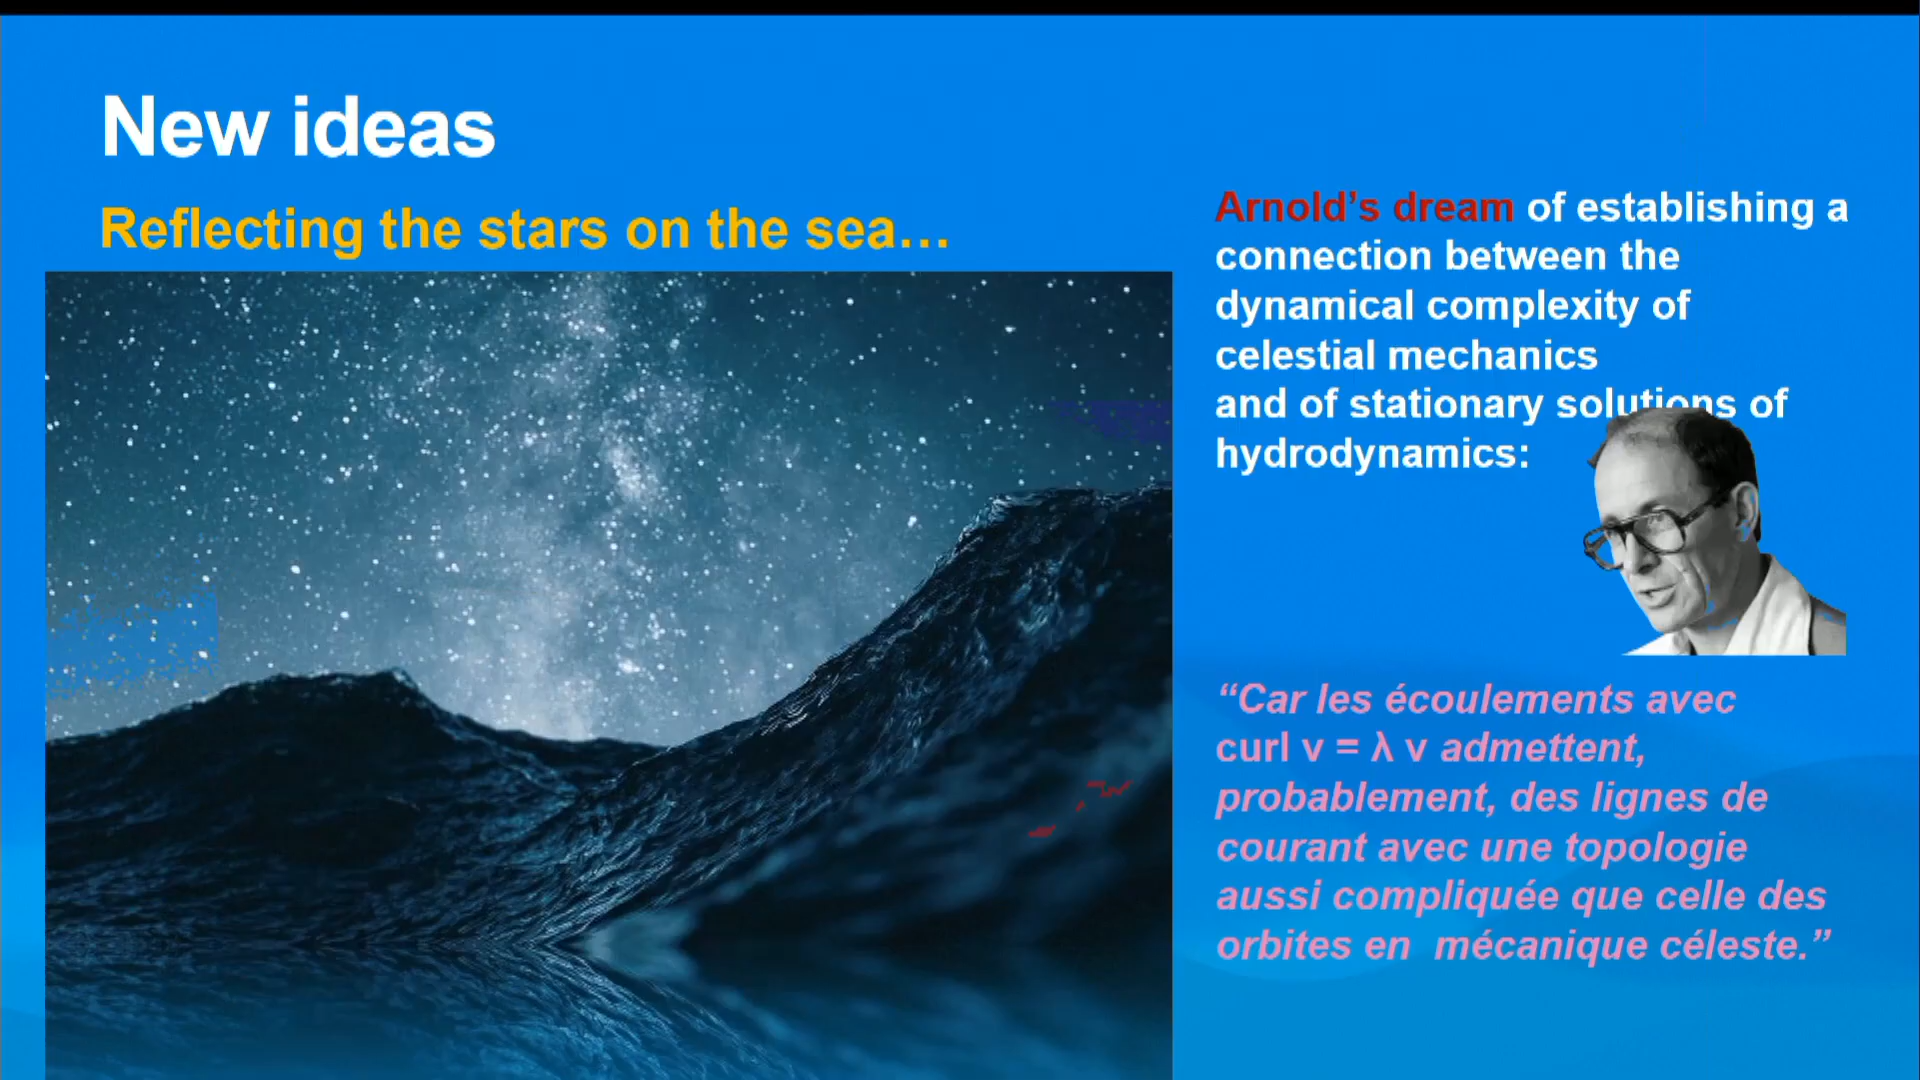 New ideas
Reflecting the stars on the sea…
Arnold’s dream of establishing a
connection between the
dynamical complexity of
celestial mechanics
and of stationary solutions of
hydrodynamics:
“Car les écoulements avec
curl v = λ v admettent,
probablement, des lignes de
courant avec une topologie
aussi compliquée que celle des
orbites en mécanique céleste.”